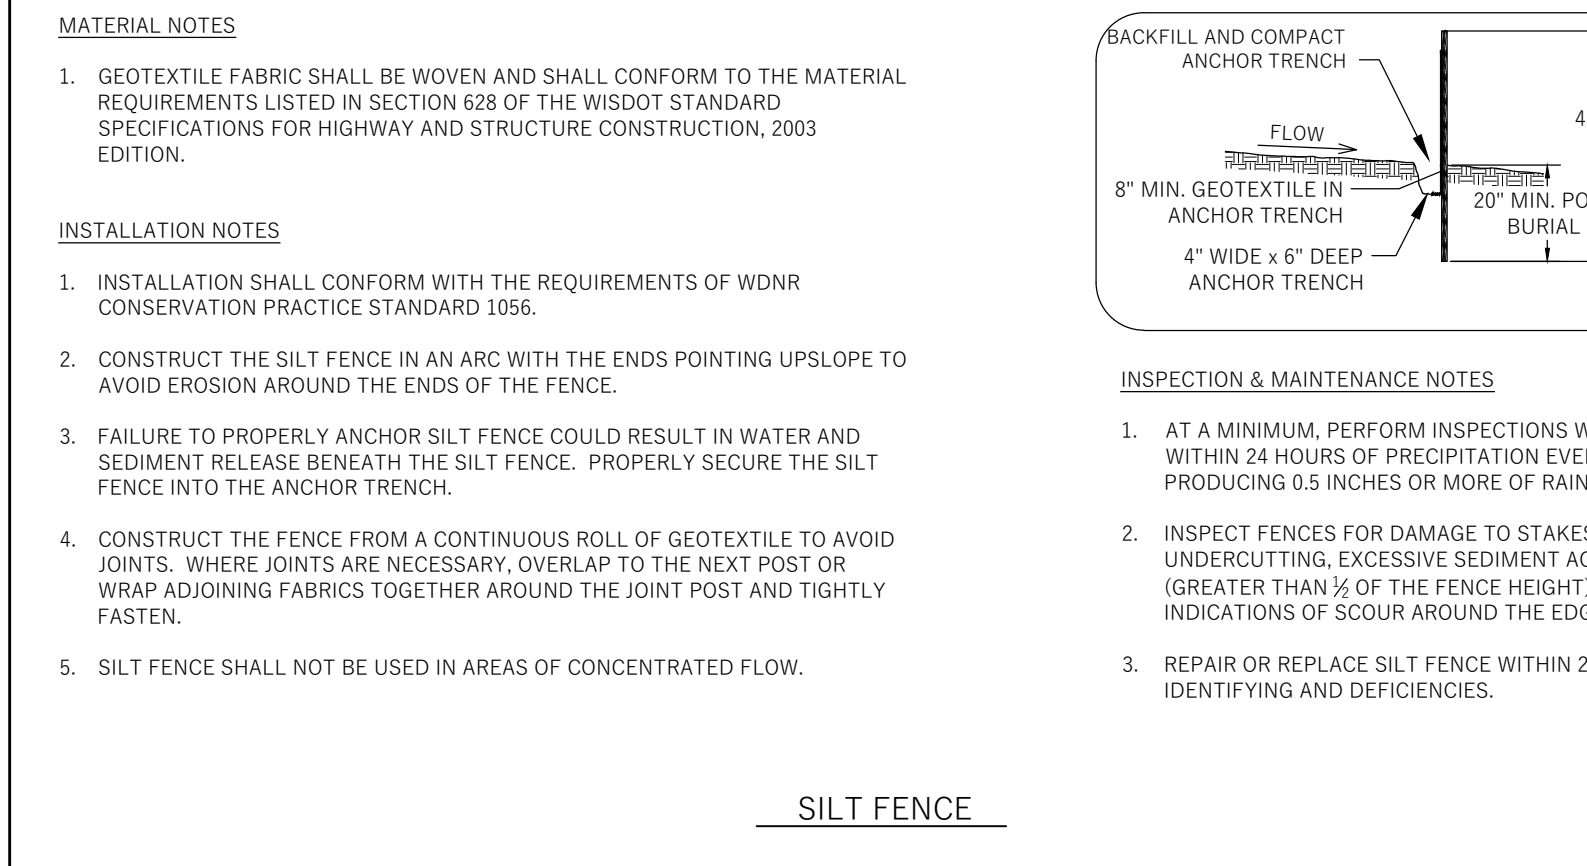 MATERIAL NOTES
1. GEOTEXTILE FABRIC SHALL BE WOVEN AND SHALL CONFORM TO THE MATERIAL
REQUIREMENTS LISTED IN SECTION 628 OF THE WISDOT STANDARD
SPECIFICATIONS FOR HIGHWAY AND STRUCTURE CONSTRUCTION, 2003
EDITION.
INSTALLATION NOTES
1. INSTALLATION SHALL CONFORM WITH THE REQUIREMENTS OF WDNR
CONSERVATION PRACTICE STANDARD 1056.
2. CONSTRUCT THE SILT FENCE IN AN ARC WITH THE ENDS POINTING UPSLOPE TO
AVOID EROSION AROUND THE ENDS OF THE FENCE.
3. FAILURE TO PROPERLY ANCHOR SILT FENCE COULD RESULT IN WATER AND
SEDIMENT RELEASE BENEATH THE SILT FENCE. PROPERLY SECURE THE SILT
FENCE INTO THE ANCHOR TRENCH.
4. CONSTRUCT THE FENCE FROM A CONTINUOUS ROLL OF GEOTEXTILE TO AVOID
JOINTS. WHERE JOINTS ARE NECESSARY, OVERLAP TO THE NEXT POST OR
WRAP ADJOINING FABRICS TOGETHER AROUND THE JOINT POST AND TIGHTLY
FASTEN.
5. SILT FENCE SHALL NOT BE USED IN AREAS OF CONCENTRATED FLOW.
BACKFILL AND COMPACT
ANCHOR TRENCH
4
FLOW
8" MIN. GEOTEXTILE IN
ANCHOR TRENCH
20" MIN. PO
BURIAL
4" WIDE x 6" DEEP
ANCHOR TRENCH
INSPECTION & MAINTENANCE NOTES
1. AT A MINIMUM, PERFORM INSPECTIONS W
WITHIN 24 HOURS OF PRECIPITATION EVE
PRODUCING 0.5 INCHES OR MORE OF RAIN
2. INSPECT FENCES FOR DAMAGE TO STAKES
UNDERCUTTING, EXCESSIVE SEDIMENT AC
(GREATER THAN ½ OF THE FENCE HEIGHT)
INDICATIONS OF SCOUR AROUND THE EDG
3. REPAIR OR REPLACE SILT FENCE WITHIN 2
IDENTIFYING AND DEFICIENCIES.
SILT FENCE